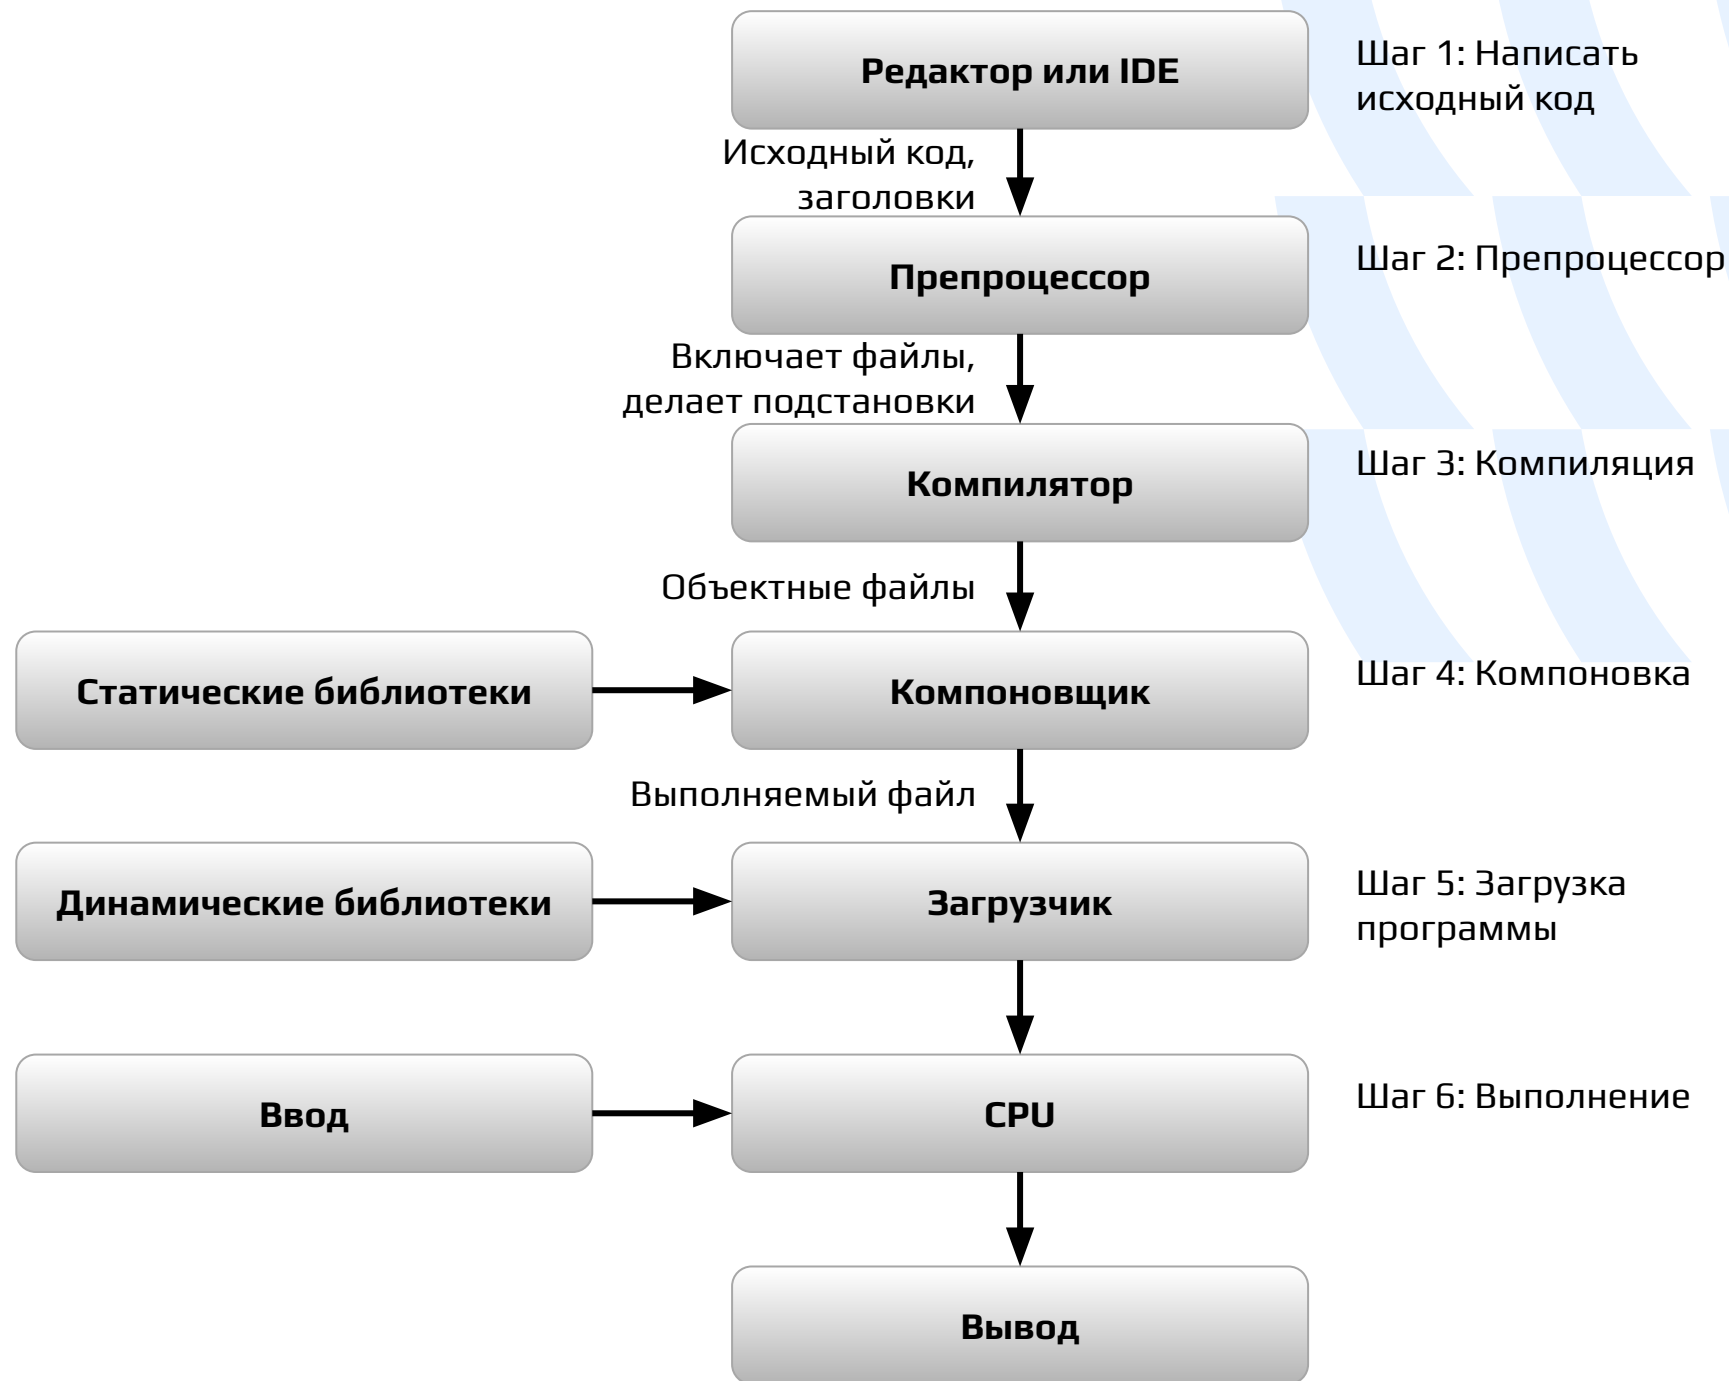 Редактор или IDE
Шаг 1: Написать
исходный код
Исходный код,
заголовки
Препроцессор
Шаг 2: Препроцессор
Включает файлы,
делает подстановки
Компилятор
Шаг 3: Компиляция
Объектные файлы
Статические библиотеки
Компоновщик
Шаг 4: Компоновка
Выполняемый файл
Динамические библиотеки
Загрузчик
Шаг 5: Загрузка
программы
Ввод
CPU
Шаг 6: Выполнение
Вывод